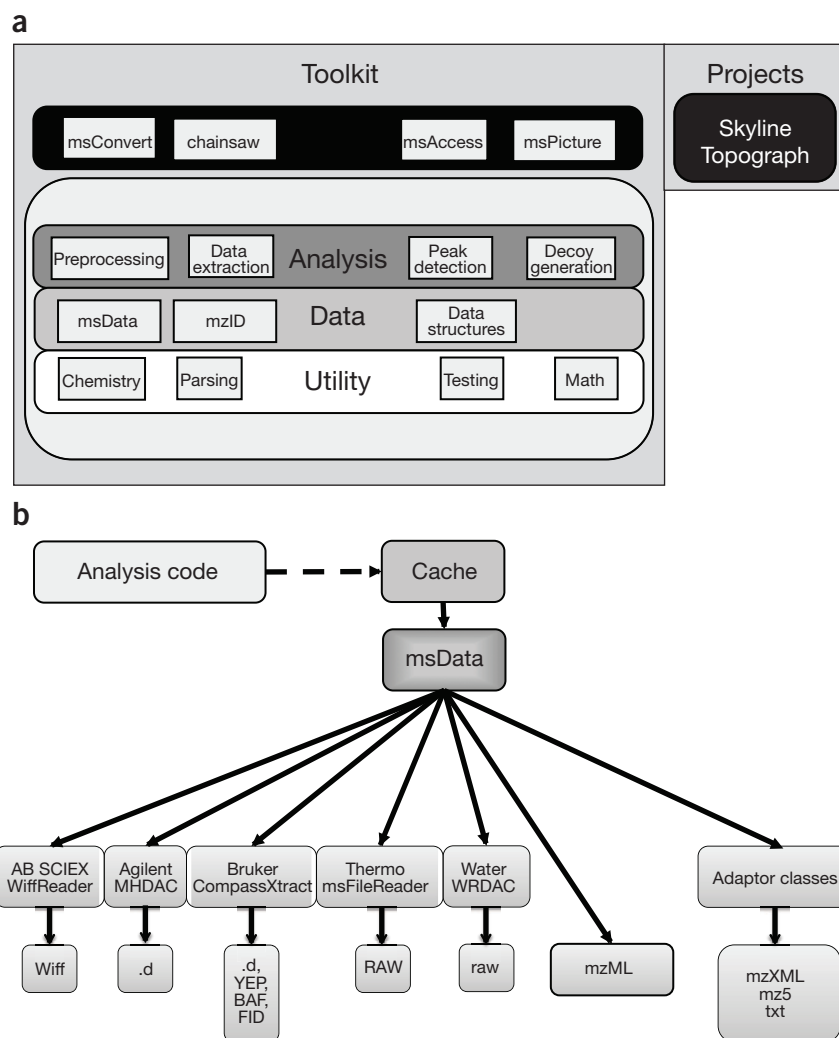 a
Toolkit
Projects
msConvert
chainsaw
msAccess
msPicture
Skyline
Topograph
Preprocessing
Data
extraction
Analysis
Peak
detection
Decoy
generation
msData
mzID
Data
Data
structures
Chemistry
Parsing
Utility
Testing
Math
b
Analysis code
Cache
msData
AB SCIEX
WiffReader
Agilent
MHDAC
Bruker
CompassXtract
Thermo
msFileReader
Water
WRDAC
Adaptor classes
Wiff
.d
.d,
YEP,
BAF,
FID
RAW
raw
mzML
mzXML
mz5
txt